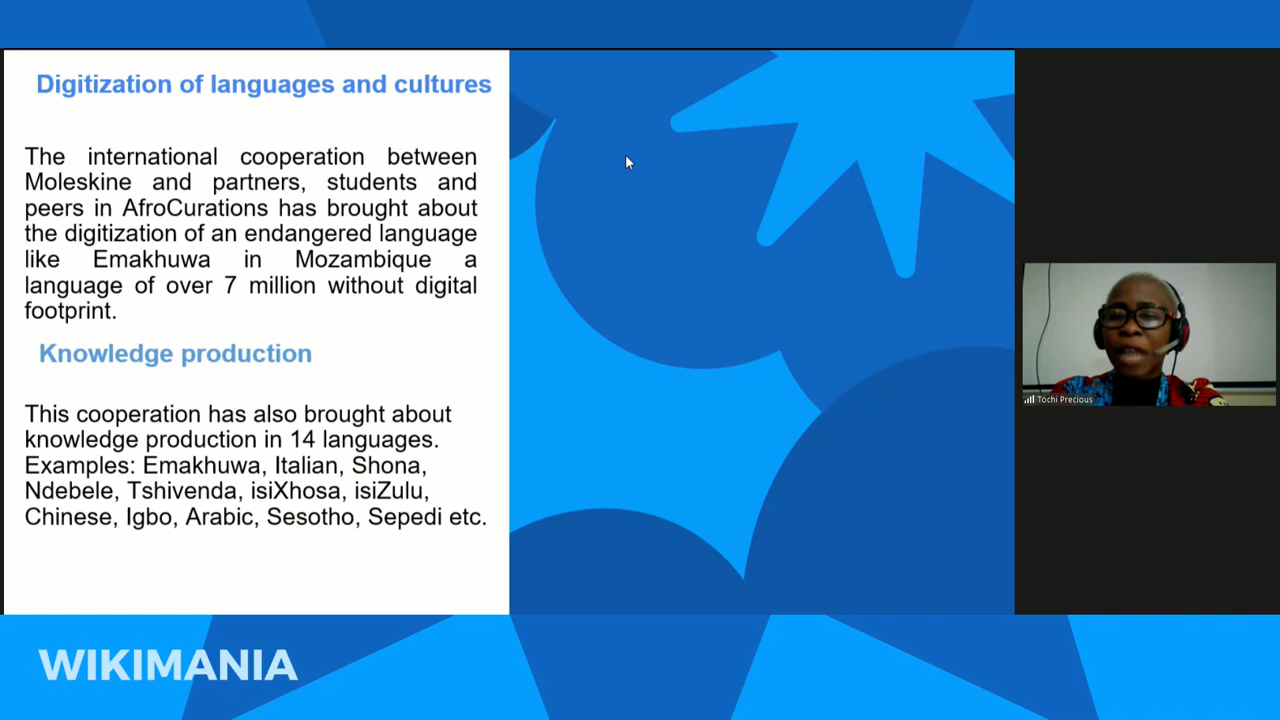 Digitization of languages and cultures
The international cooperation between
Moleskine and partners, students and
peers in AfroCurations has brought about
the digitization of an endangered language
like Emakhuwa in Mozambique a
language of over 7 million without digital
footprint.
Knowledge production
This cooperation has also brought about
knowledge production in 14 languages.
Examples: Emakhuwa, Italian, Shona,
Ndebele, Tshivenda, isiXhosa, isiZulu,
Chinese, Igbo, Arabic, Sesotho, Sepedi etc.
Tochi Precious
WIKIMANIA